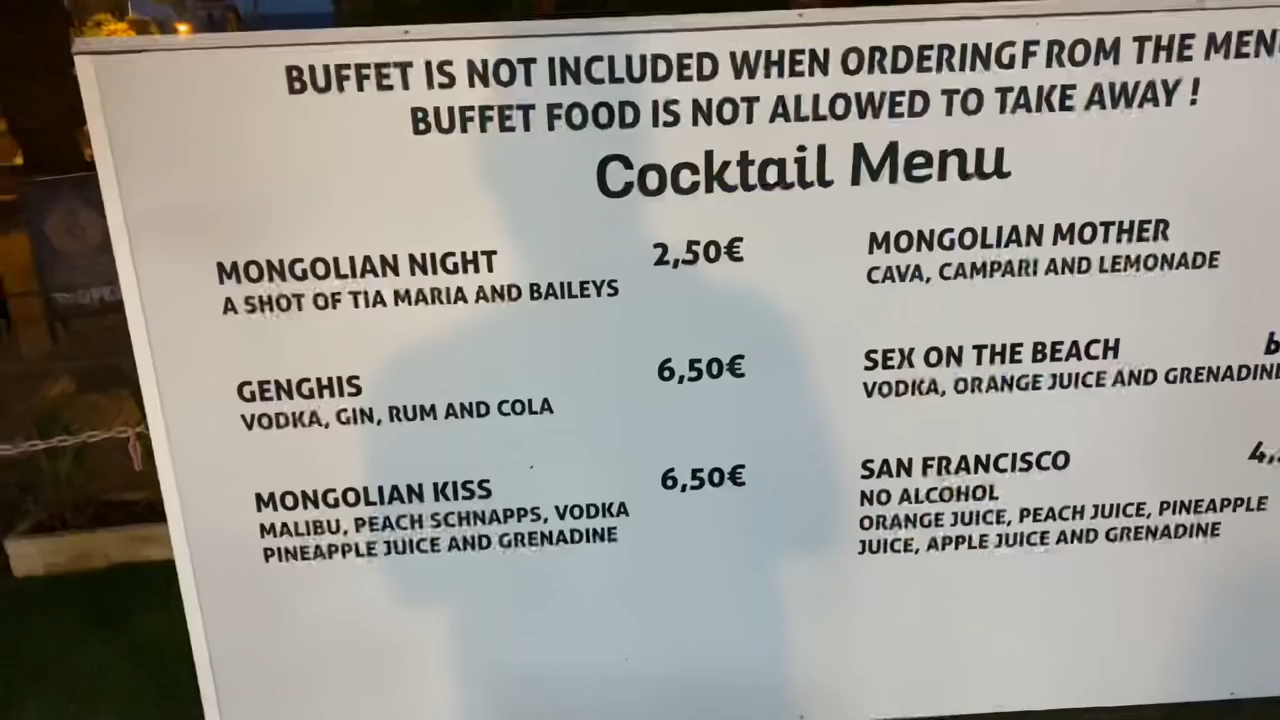 BUFFET IS NOT INCLUDED WHEN ORDERING FROM THE
BUFFET FOOD IS NOT ALLOWED TO TAKE AWAY !
Cocktail Menu
MONGOLIAN NIGHT 2,50€
A SHOT OF TIA MARIA AND BAILEYS
GENGHIS 6,50€
VODKA, GIN, RUM AND COLA
MONGOLIAN KISS 6,50€
MALIBU, PEACH SCHNAPPS, VODKA
PINEAPPLE JUICE AND GRENADINE
MONGOLIAN MOTHER
CAVA, CAMPARI AND LEMONADE
SEX ON THE BEACH
VODKA, ORANGE JUICE AND GRENADINE
SAN FRANCISCO
NO ALCOHOL
ORANGE JUICE, PEACH JUICE, PINEAPPLE
JUICE, APPLE JUICE AND GRENADINE